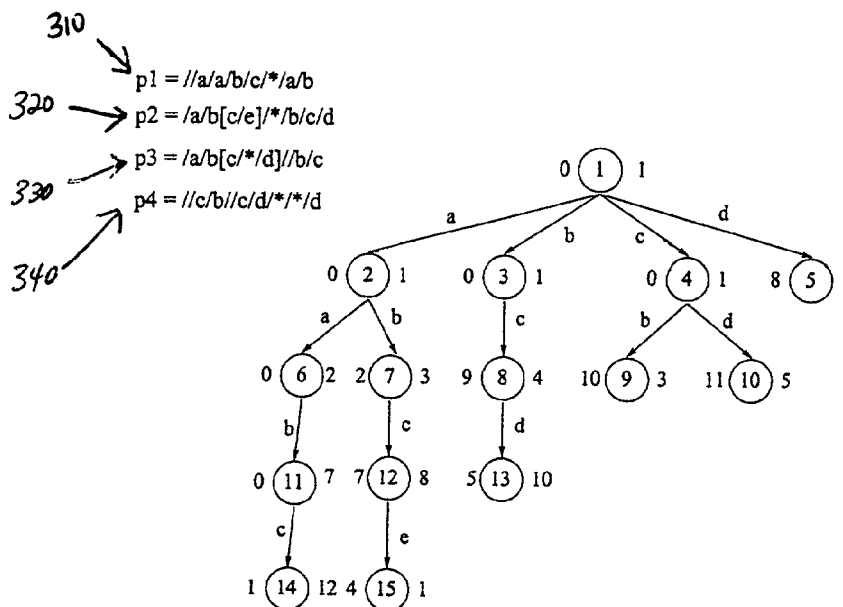 310
p1 = //a/a/b/c/*/a/b
320
p2 = /a/b[c/e]/*/b/c/d
330
p3 = /a/b[c/*/d]//b/c
340
p4 = //c/b//c/d/*/*/d
0 1 1
a b c d
0 2 1 0 3 1 0 4 1 8 5
a b c b d
0 6 2 2 7 3 9 8 4 10 9 3 11 10 5
b c d
0 11 7 7 12 8 5 13 10
c e
1 14 12 4 15 1